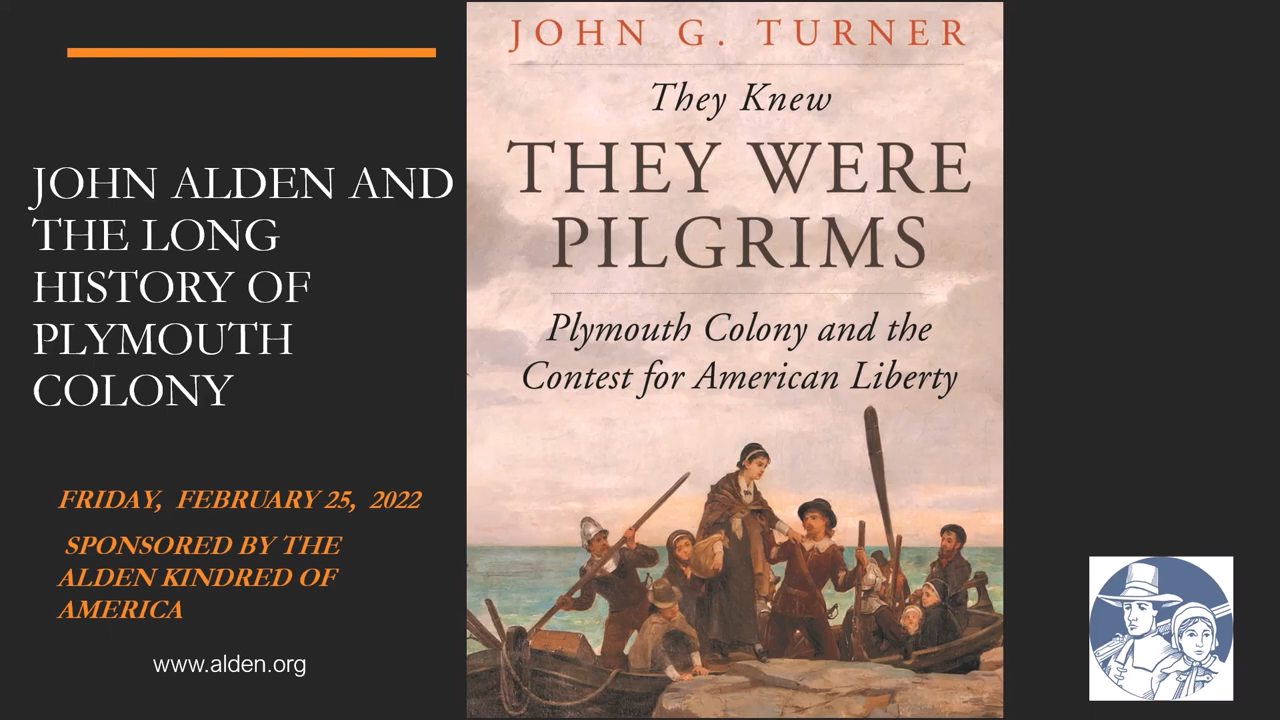 JOHN ALDEN AND
THE LONG
HISTORY OF
PLYMOUTH
COLONY
FRIDAY, FEBRUARY 25, 2022
SPONSORED BY THE
ALDEN KINDRED OF
AMERICA
www.alden.org
JOHN G. TURNER
They Knew
THEY WERE
PILGRIMS
Plymouth Colony and the
Contest for American Liberty